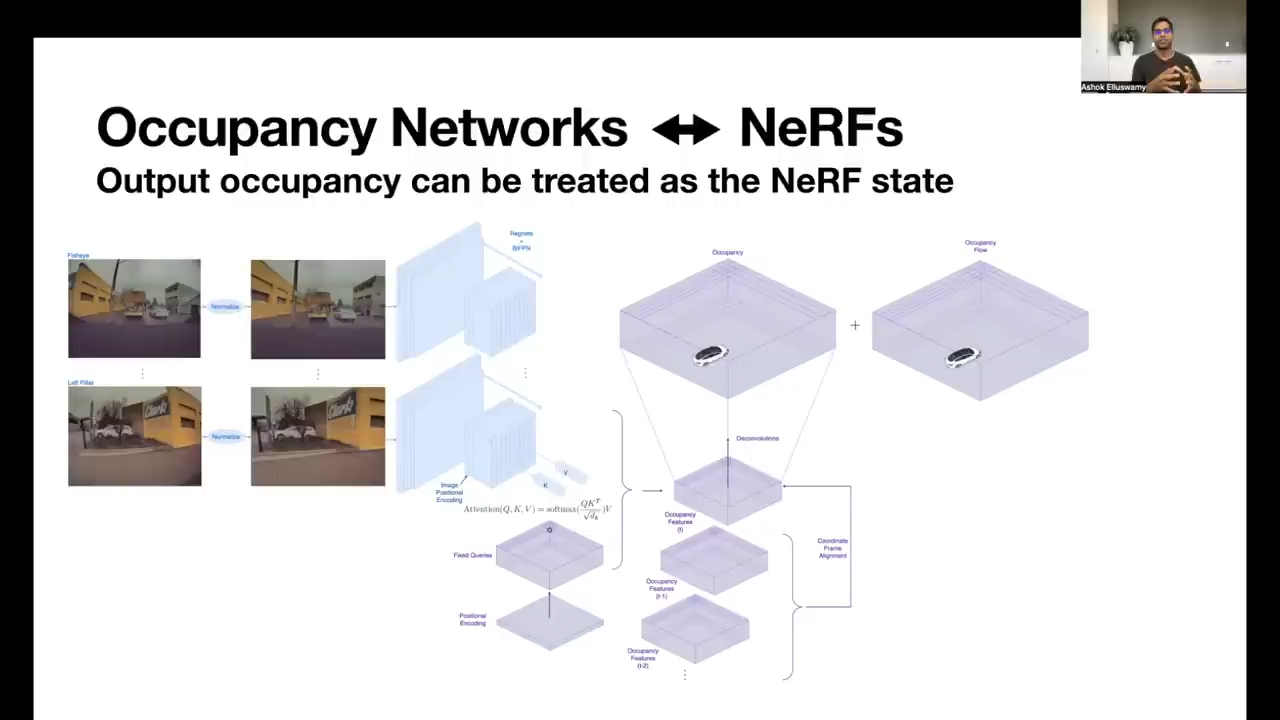 Ashok Elluswamy
Occupancy Networks ↔ NeRFs
Output occupancy can be treated as the NeRF state
Fisheye
Normalize
Regnets
+
BiFPN
Left Pillar
Clark
Normalize
Image
Positional
Encoding
K
V
Attention(Q, K, V) = softmax(QK^T/√d_k)V
Q
Fixed Queries
Positional
Encoding
Occupancy
+
Occupancy
Flow
Deconvolutions
Occupancy
Features
(t)
Occupancy
Features
(t-1)
Occupancy
Features
(t-2)
Coordinate
Frame
Alignment